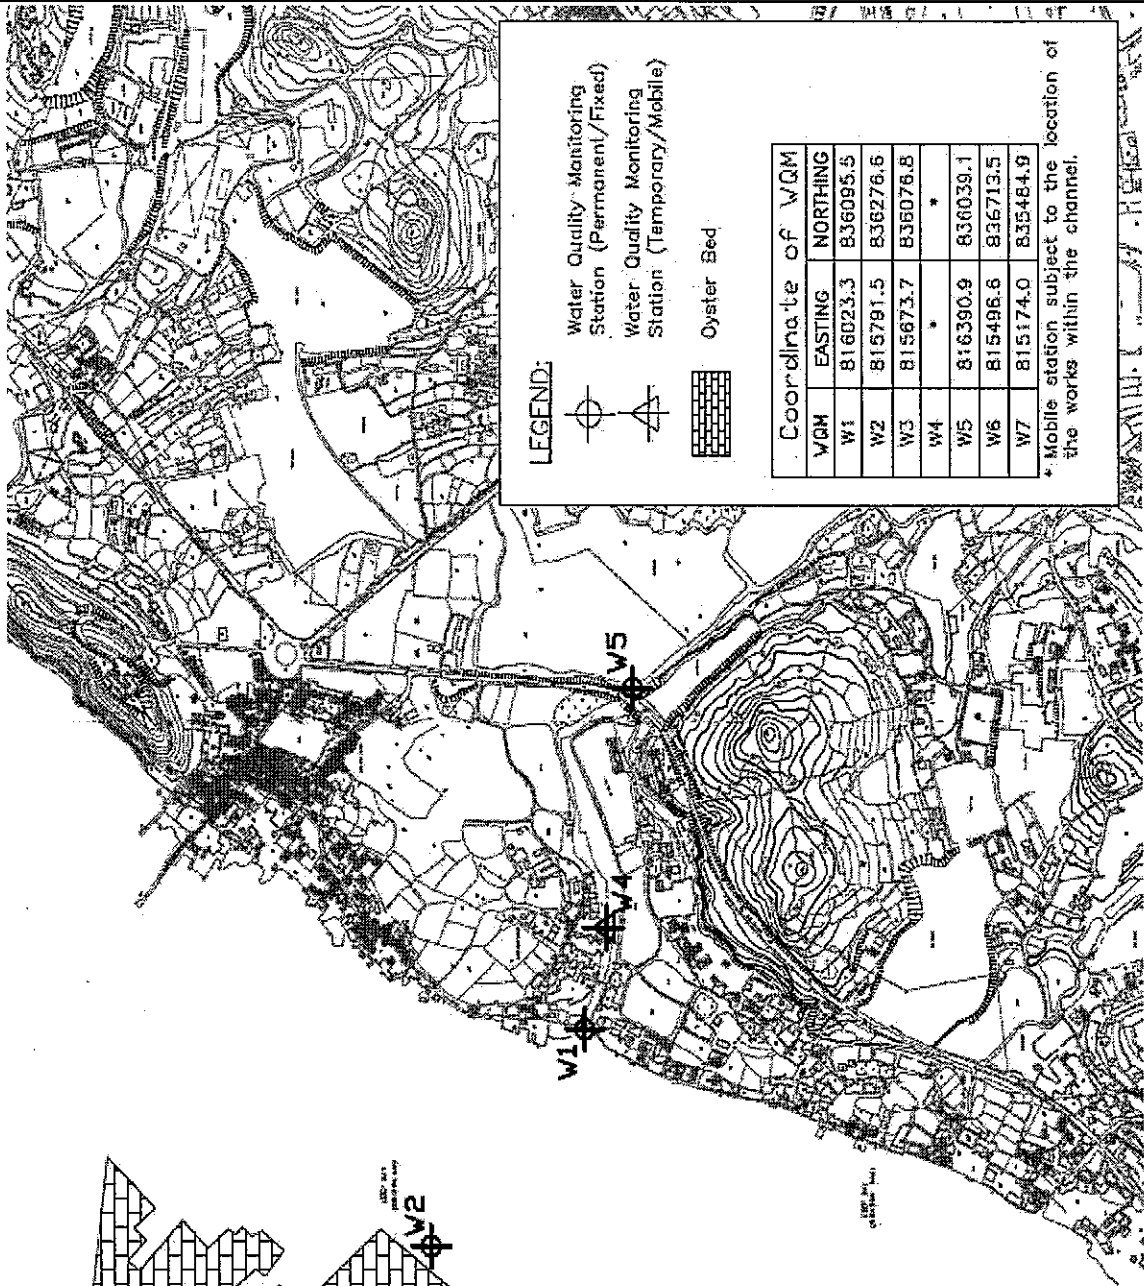 LEGEND:
Water Quality Monitoring
Station (Permanent/Fixed)
Water Quality Monitoring
Station (Temporary/Mobile)
Oyster Bed
Coordinate of WQM
WQM EASTING NORTHING
W1 816023.3 836095.5
W2 815791.5 836276.6
W3 815673.7 836078.8
W4 * *
W5 816390.9 836039.1
W6 815496.6 836713.5
W7 815174.0 835484.9
* Mobile station subject to the location of
the works within the channel.
W5
W4
W1
W2